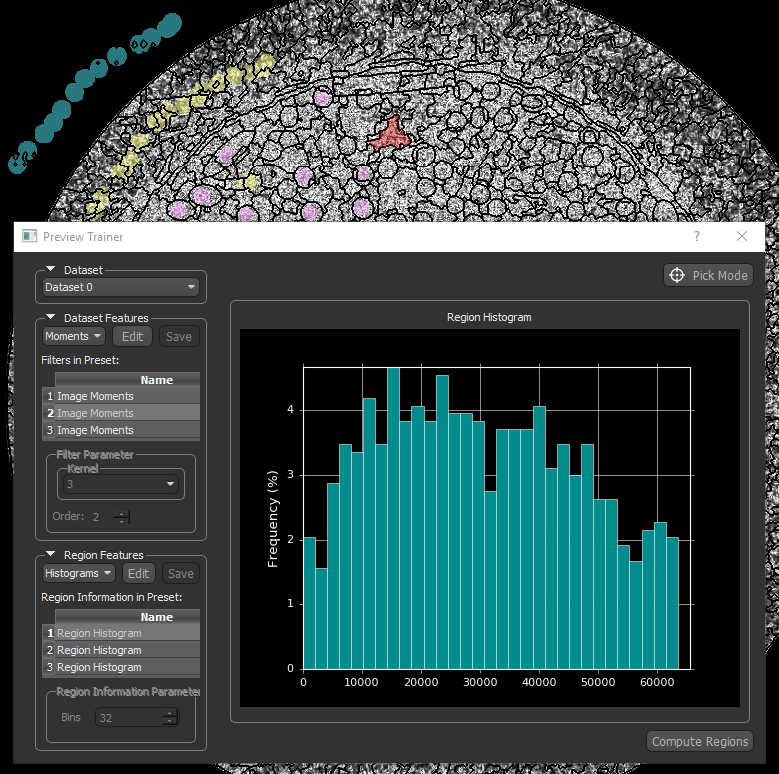 Preview Trainer
?
Dataset
Dataset 0
Pick Mode
Dataset Features
Moments
Edit
Save
Filters in Preset:
Name
1 Image Moments
2 Image Moments
3 Image Moments
Filter Parameter
Kernel
3
Order: 2
Region Features
Histograms
Edit
Save
Region Information in Preset:
Name
1 Region Histogram
2 Region Histogram
3 Region Histogram
Region Information Parameter
Bins 32
Region Histogram
Frequency (%)
4
3
2
1
0
0 10000 20000 30000 40000 50000 60000
Compute Regions